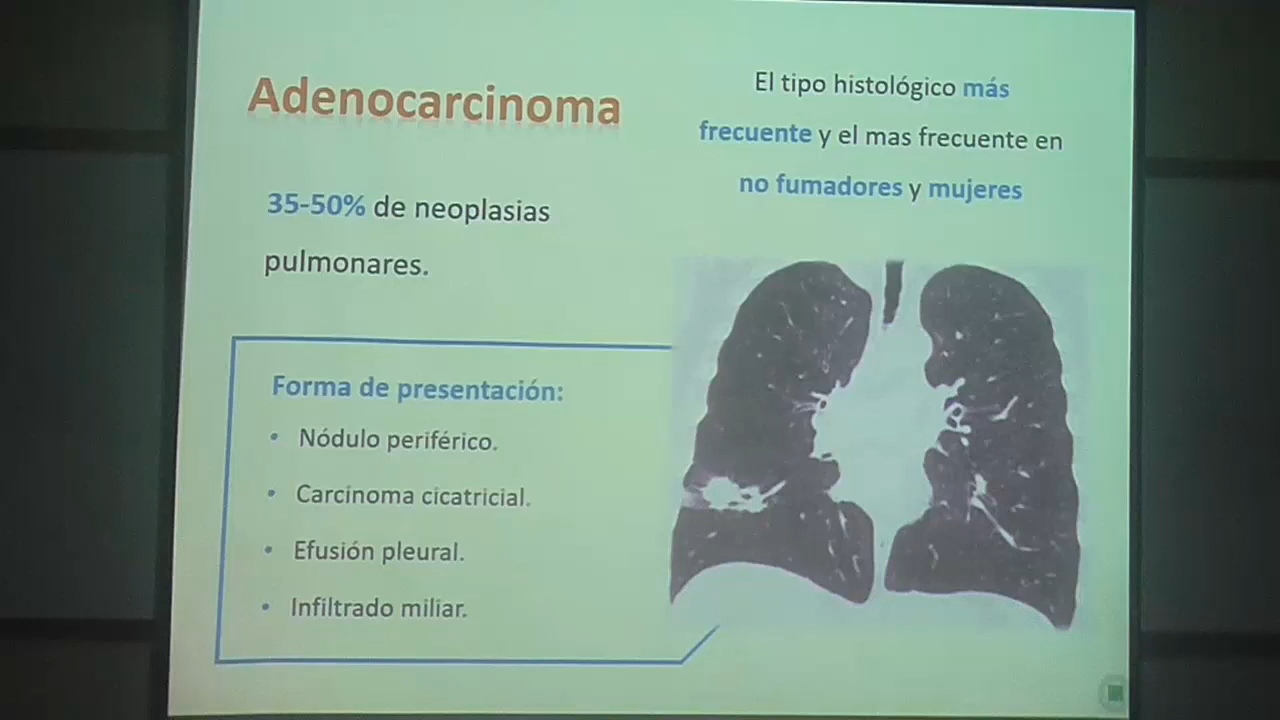 Adenocarcinoma
35-50% de neoplasias
pulmonares.
El tipo histológico más
frecuente y el mas frecuente en
no fumadores y mujeres
Forma de presentación:
• Nódulo periférico.
• Carcinoma cicatricial.
• Efusión pleural.
• Infiltrado miliar.